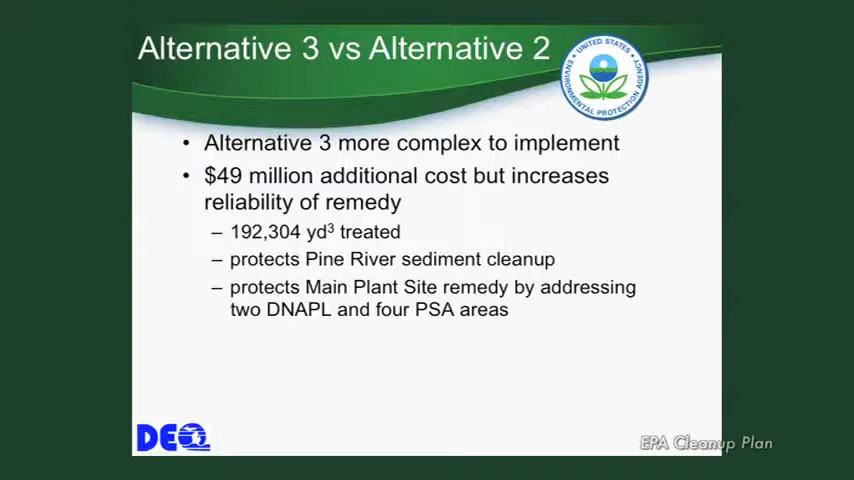 Alternative 3 vs Alternative 2
UNITED STATES
ENVIRONMENTAL PROTECTION AGENCY
• Alternative 3 more complex to implement
• $49 million additional cost but increases
reliability of remedy
– 192,304 yd³ treated
– protects Pine River sediment cleanup
– protects Main Plant Site remedy by addressing
two DNAPL and four PSA areas
DEQ
EPA Cleanup Plan